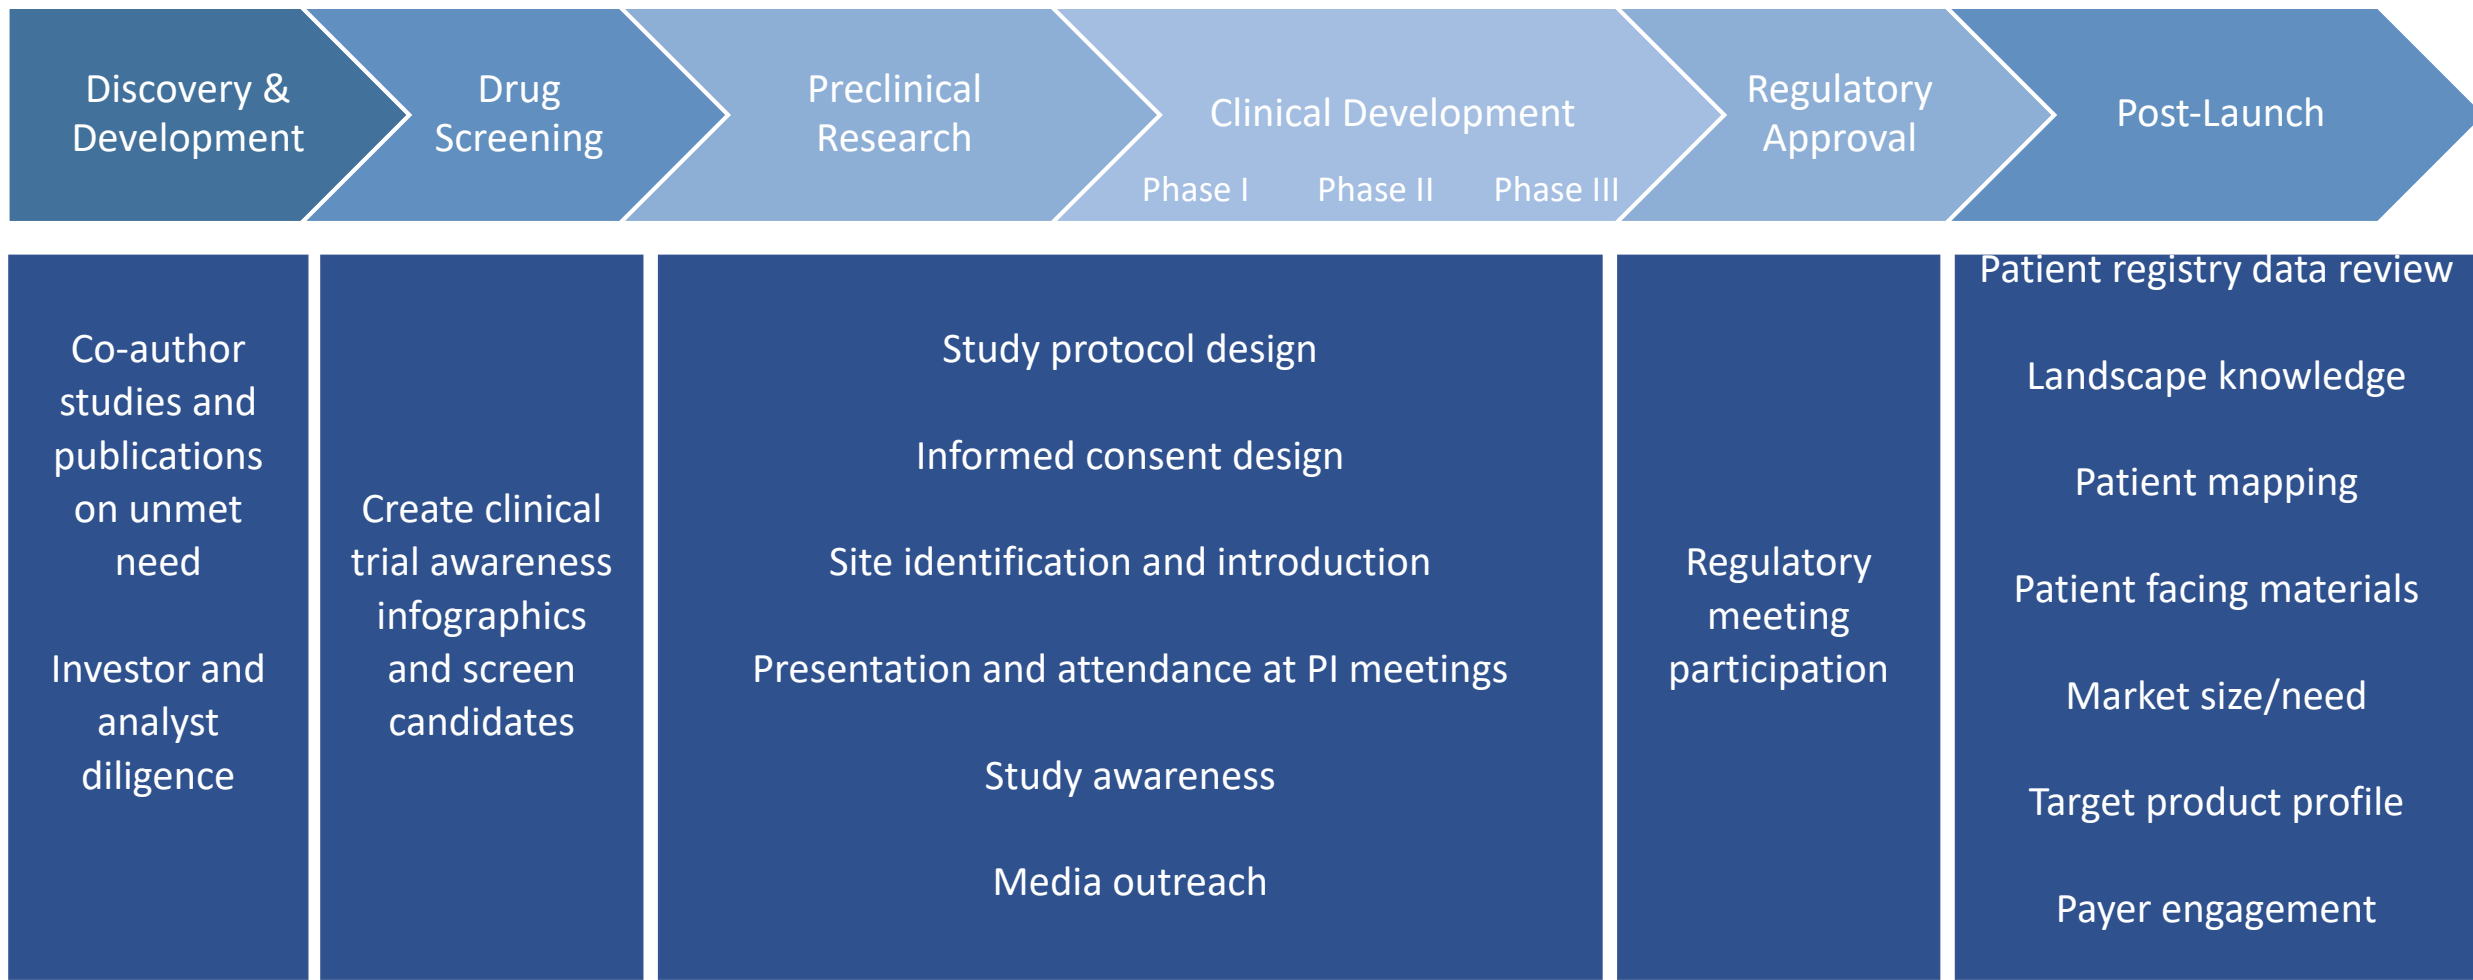 Discovery &
Development
Drug
Screening
Preclinical
Research
Clinical Development
Phase I
Phase II
Phase III
Regulatory
Approval
Post-Launch
Co-author
studies and
publications
on unmet
need
Investor and
analyst
diligence
Create clinical
trial awareness
infographics
and screen
candidates
Study protocol design
Informed consent design
Site identification and introduction
Presentation and attendance at PI meetings
Study awareness
Media outreach
Regulatory
meeting
participation
Patient registry data review
Landscape knowledge
Patient mapping
Patient facing materials
Market size/need
Target product profile
Payer engagement